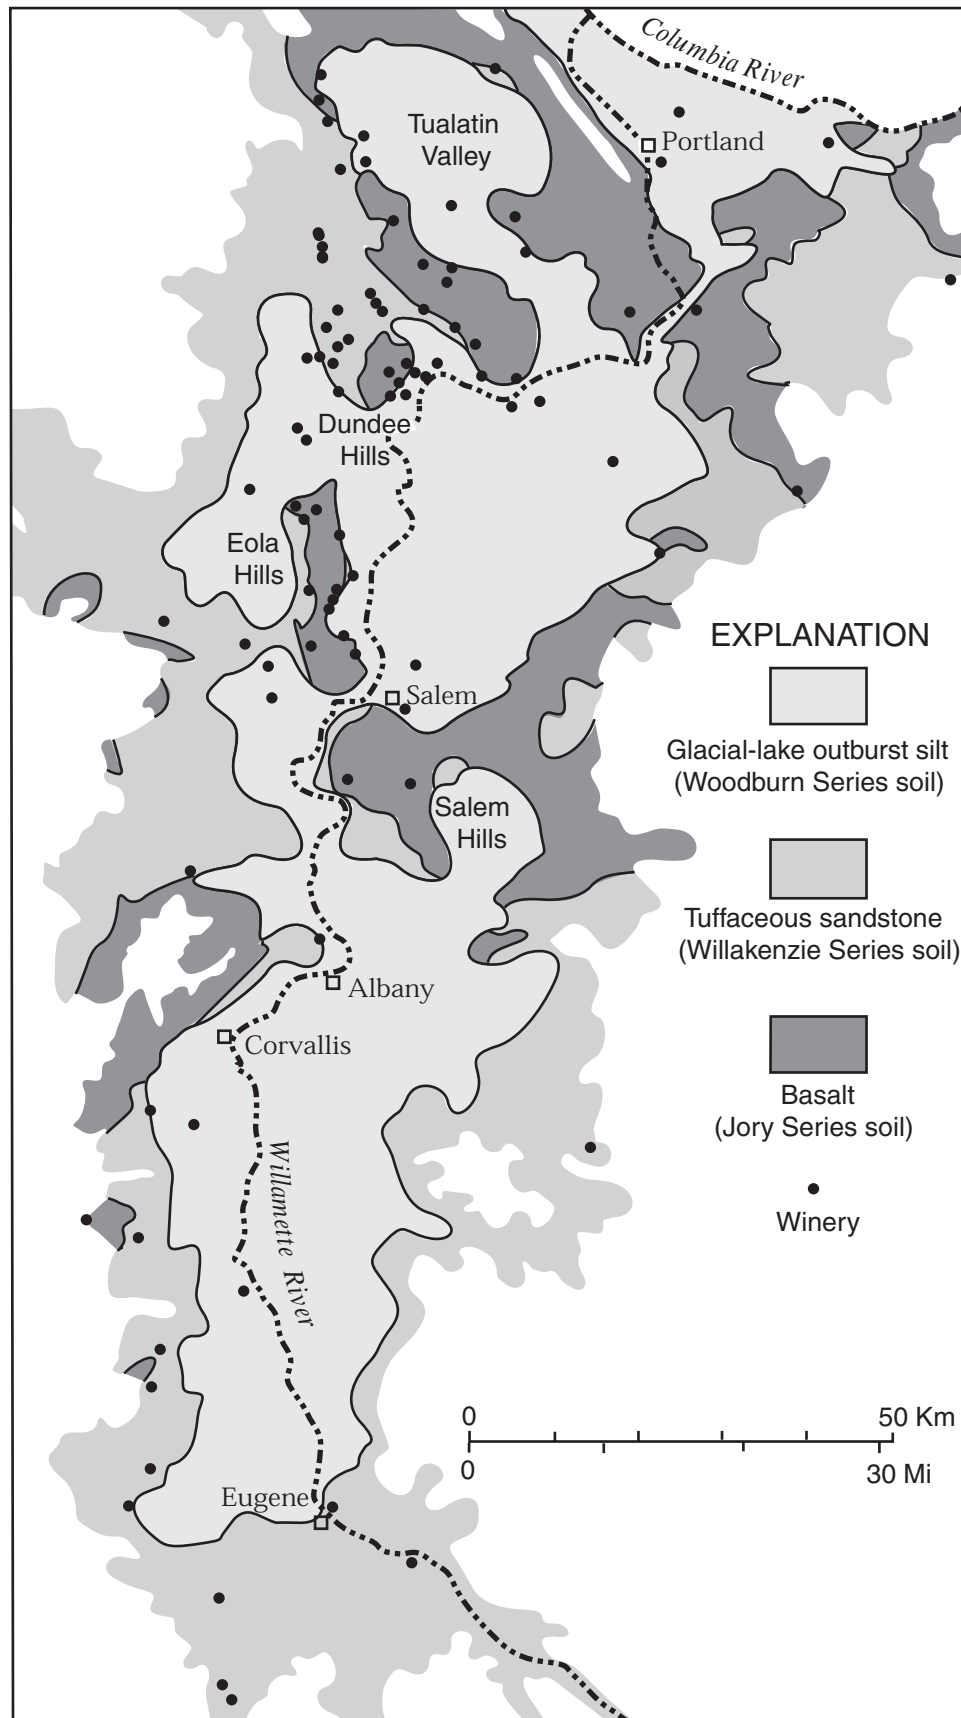 Columbia River
Tualatin
Valley
Portland
Dundee
Hills
Eola
Hills
EXPLANATION
Salem
Glacial-lake outburst silt
(Woodburn Series soil)
Salem
Hills
Tuffaceous sandstone
(Willakenzie Series soil)
Albany
Corvallis
Basalt
(Jory Series soil)
Willamette River
Winery
0
50 Km
0
30 Mi
Eugene